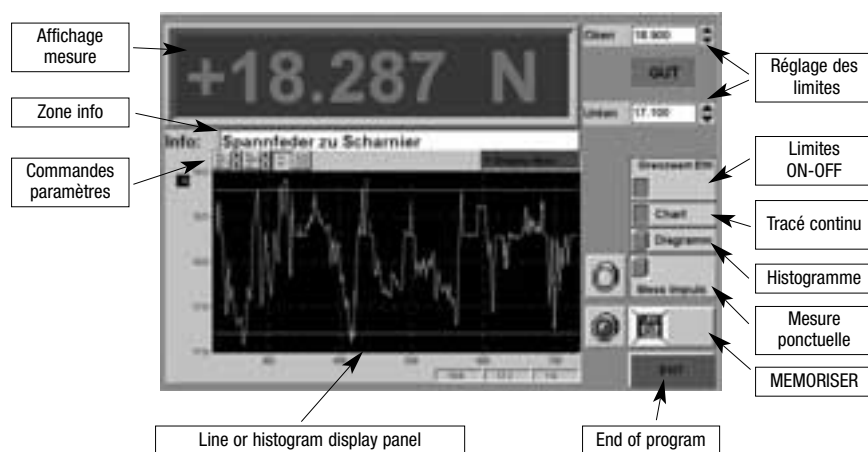 Affichage
mesure
Zone info
Commandes
paramètres
+18.287 N
Oben 18.900
GUT
Unten 17.100
Info: Spannfeder zu Scharnier
Chart
Diagramm
Mess Impuls
Réglage des
limites
Limites
ON-OFF
Tracé continu
Histogramme
Mesure
ponctuelle
MEMORISER
Line or histogram display panel
End of program